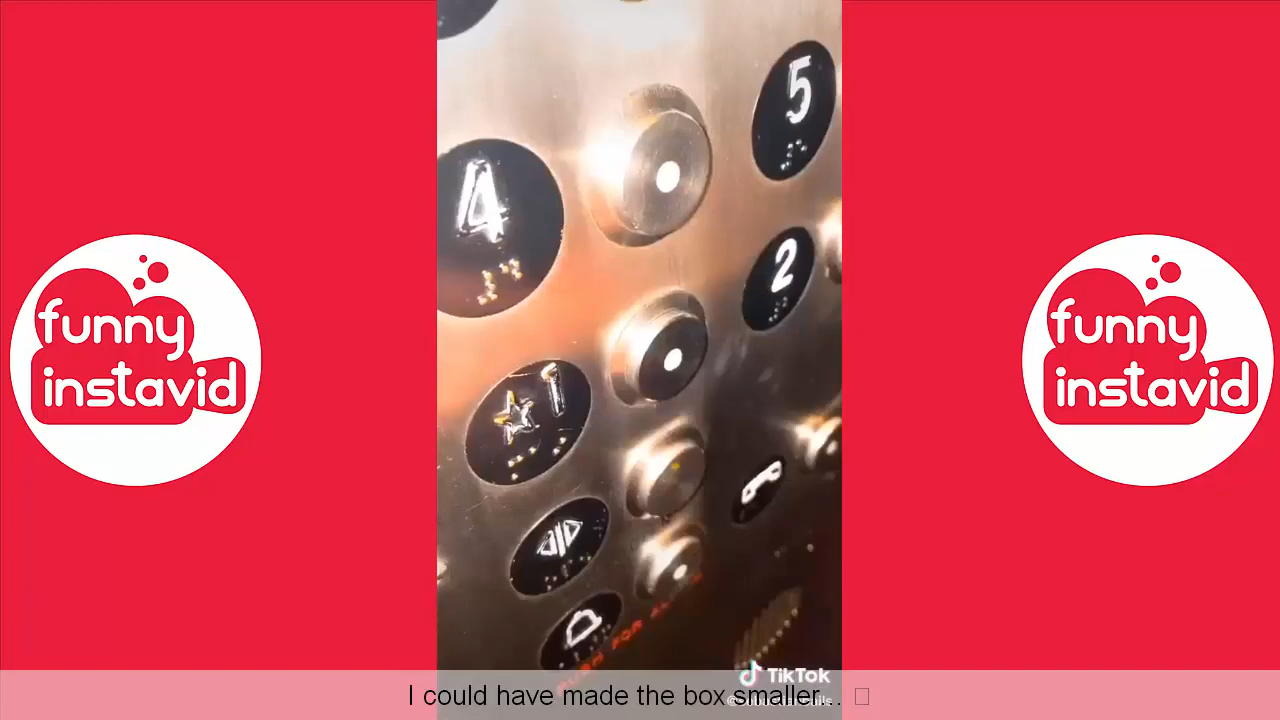 funny
instavid
5
4
2
1
funny
instavid
TikTok
I could have made the box smaller...